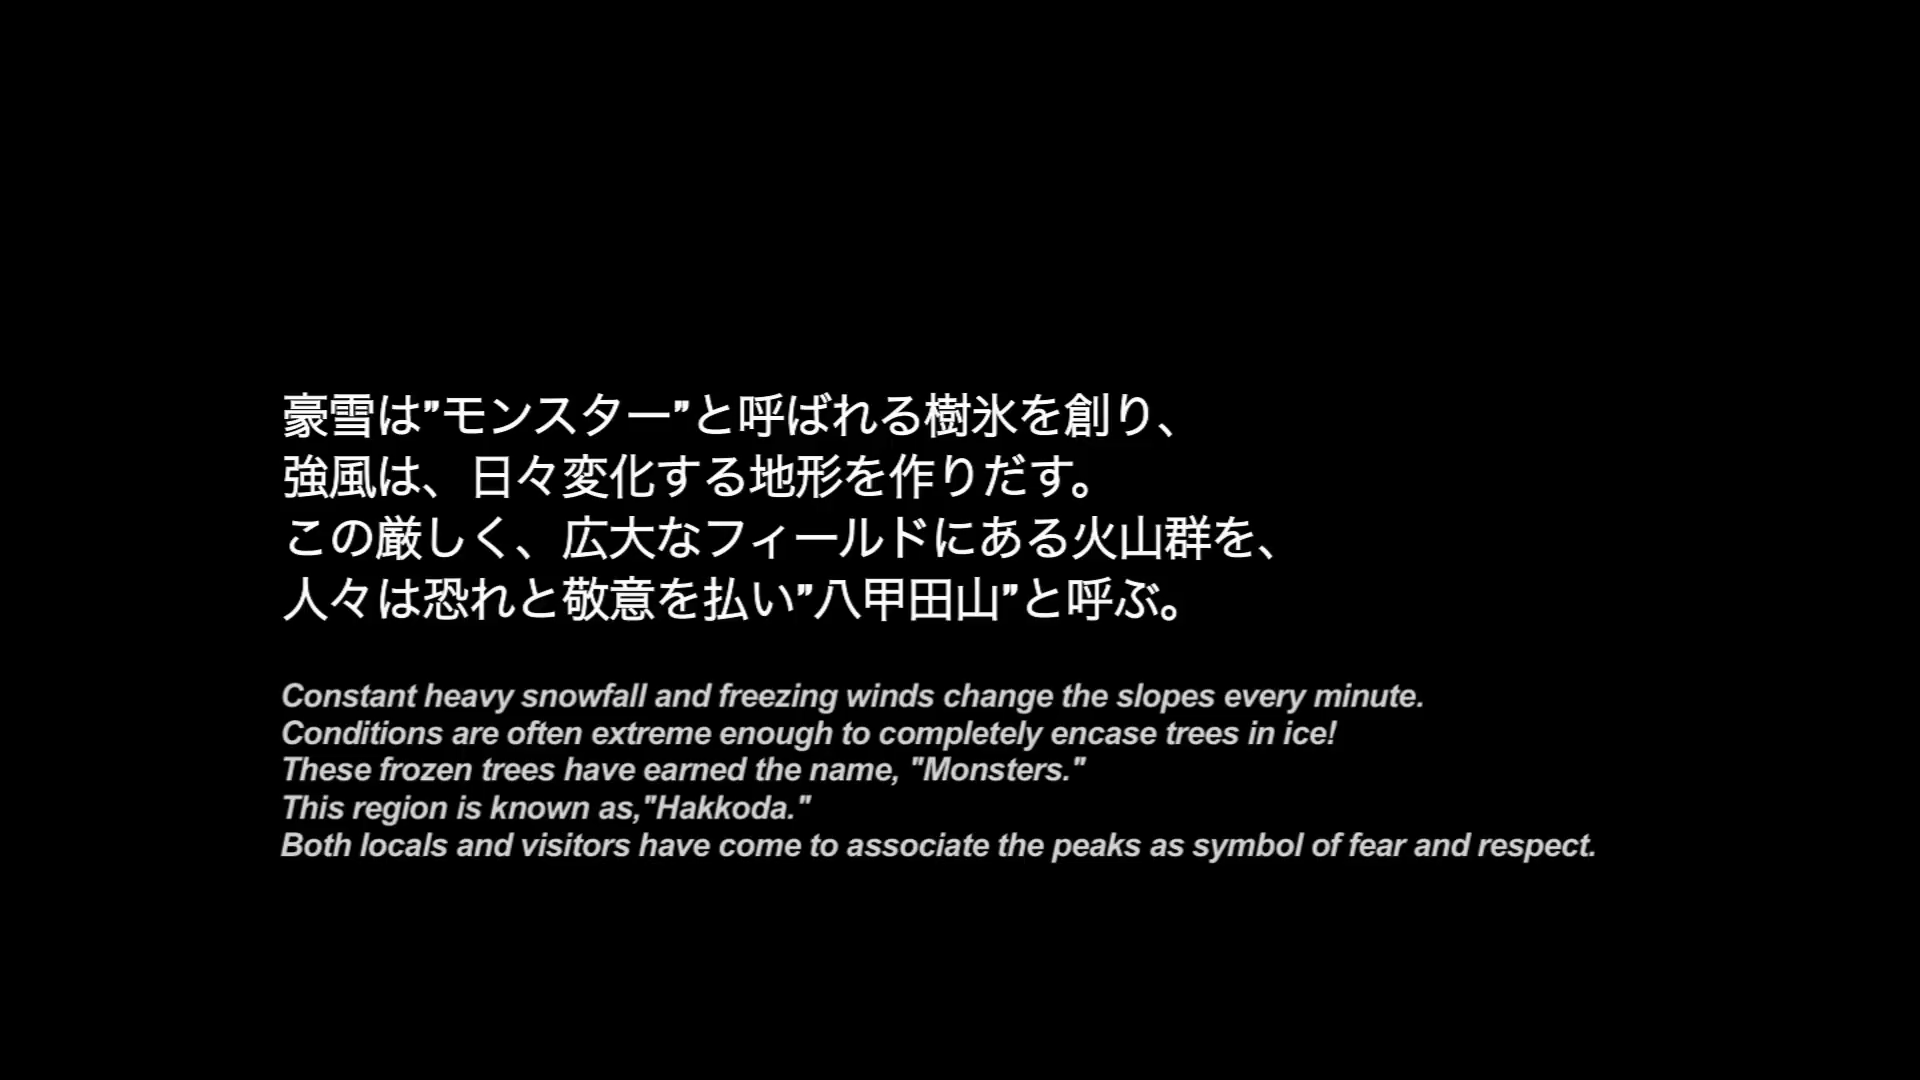 豪雪は”モンスター”と呼ばれる樹氷を創り、
強風は、日々変化する地形を作りだす。
この厳しく、広大なフィールドにある火山群を、
人々は恐れと敬意を払い”八甲田山”と呼ぶ。
Constant heavy snowfall and freezing winds change the slopes every minute.
Conditions are often extreme enough to completely encase trees in ice!
These frozen trees have earned the name, "Monsters."
This region is known as,"Hakkoda."
Both locals and visitors have come to associate the peaks as symbol of fear and respect.